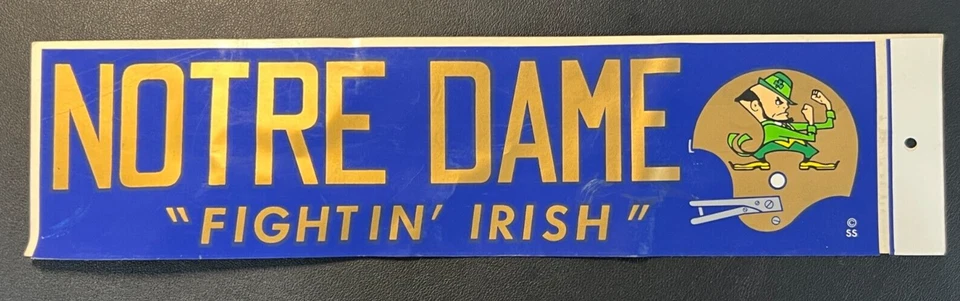 NOTRE DAME
"FIGHTIN' IRISH"
©
SS